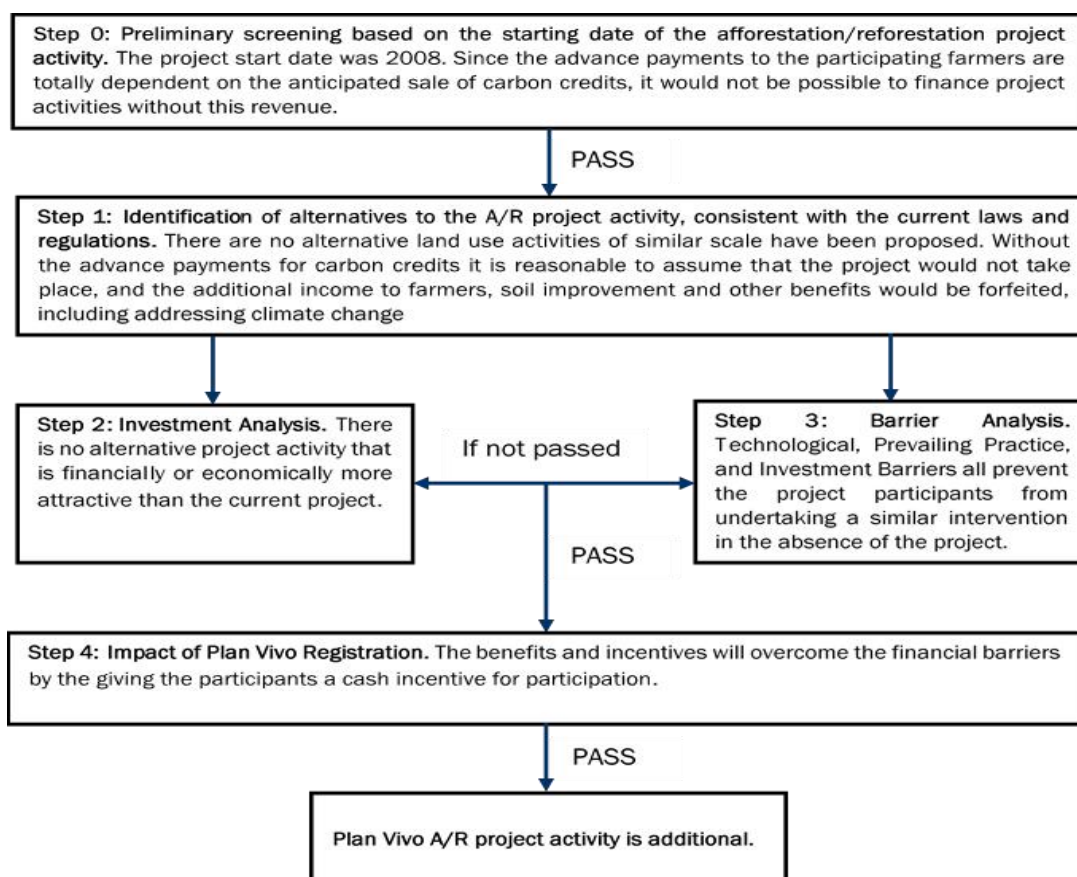 Step 0: Preliminary screening based on the starting date of the afforestation/reforestation project
activity. The project start date was 2008. Since the advance payments to the participating farmers are
totally dependent on the anticipated sale of carbon credits, it would not be possible to finance project
activities without this revenue.
PASS
Step 1: Identification of alternatives to the A/R project activity, consistent with the current laws and
regulations. There are no alternative land use activities of similar scale have been proposed. Without
the advance payments for carbon credits it is reasonable to assume that the project would not take
place, and the additional income to farmers, soil improvement and other benefits would be forfeited,
including addressing climate change
Step 2: Investment Analysis. There
is no alternative project activity that
is financially or economically more
attractive than the current project.
If not passed
Step 3: Barrier Analysis.
Technological, Prevailing Practice,
and Investment Barriers all prevent
the project participants from
undertaking a similar intervention
in the absence of the project.
PASS
Step 4: Impact of Plan Vivo Registration. The benefits and incentives will overcome the financial barriers
by the giving the participants a cash incentive for participation.
PASS
Plan Vivo A/R project activity is additional.